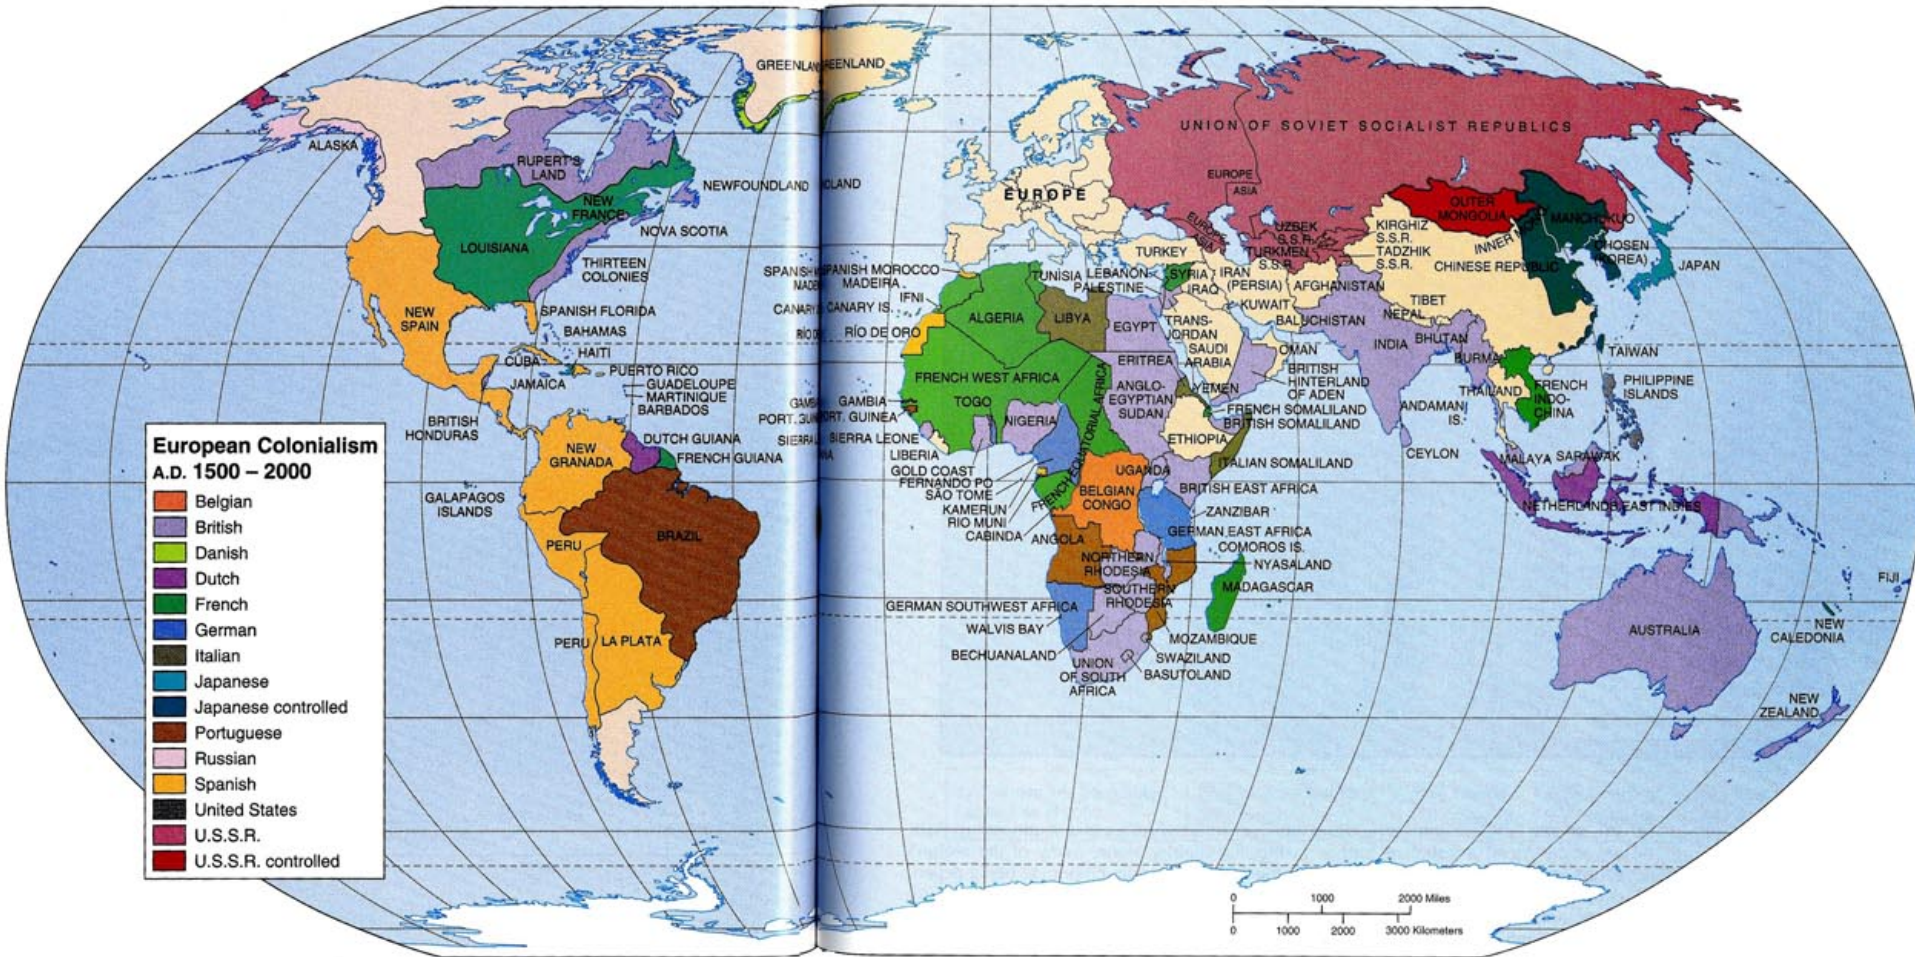 GREENLAN
REENLAND
ALASKA
RUPERT'S
LAND
NEWFOUNDLAND
LAND
NEW
FRANCE
NOVA SCOTIA
LOUISIANA
THIRTEEN
COLONIES
NEW
SPAIN
SPANISH FLORIDA
BAHAMAS
CUBA
HAITI
JAMAICA
PUERTO RICO
GUADELOUPE
MARTINIQUE
BARBADOS
BRITISH
HONDURAS
DUTCH GUIANA
FRENCH GUIANA
NEW
GRANADA
GALAPAGOS
ISLANDS
BRAZIL
PERU
PERU
LA PLATA
European Colonialism
A.D. 1500 – 2000
Belgian
British
Danish
Dutch
French
German
Italian
Japanese
Japanese controlled
Portuguese
Russian
Spanish
United States
U.S.S.R.
U.S.S.R. controlled
UNION OF SOVIET SOCIALIST REPUBLICS
EUROPE
EUROPE
ASIA
EUROPE
ASIA
OUTER
MONGOLIA
MANCHUKUO
CHOSEN
(KOREA)
JAPAN
UZBEK
S.S.R.
TURKMEN
S.S.R.
KIRGHIZ
S.S.R.
TADZHIK
S.S.R.
CHINESE REPUBLIC
TURKEY
SPANISH MOROCCO
MADEIRA
IFNI
CANARY IS.
RÍO DE ORO
TUNISIA
LEBANON
PALESTINE
SYRIA
IRAQ
IRAN
(PERSIA)
AFGHANISTAN
KUWAIT
BALUCHISTAN
TIBET
NEPAL
BHUTAN
INDIA
BURMA
TAIWAN
ALGERIA
LIBYA
EGYPT
TRANS-
JORDAN
SAUDI
ARABIA
OMAN
BRITISH
HINTERLAND
OF ADEN
YEMEN
ERITREA
ANGLO-
EGYPTIAN
SUDAN
FRENCH SOMALILAND
BRITISH SOMALILAND
ETHIOPIA
ITALIAN SOMALILAND
FRENCH WEST AFRICA
FRENCH EQUATORIAL AFRICA
GAMBIA
PORT. GUINEA
SIERRA LEONE
LIBERIA
TOGO
NIGERIA
GOLD COAST
FERNANDO PO
SÃO TOME
KAMERUN
RIO MUNI
CABINDA
UGANDA
BELGIAN
CONGO
BRITISH EAST AFRICA
ZANZIBAR
GERMAN EAST AFRICA
COMOROS IS.
NYASALAND
MADAGASCAR
ANGOLA
NORTHERN
RHODESIA
SOUTHERN
RHODESIA
GERMAN SOUTHWEST AFRICA
WALVIS BAY
BECHUANALAND
MOZAMBIQUE
SWAZILAND
BASUTOLAND
UNION
OF SOUTH
AFRICA
THAILAND
FRENCH
INDO-
CHINA
PHILIPPINE
ISLANDS
ANDAMAN
IS.
CEYLON
MALAYA
SARAWAK
NETHERLANDS EAST INDIES
AUSTRALIA
FIJI
NEW
CALEDONIA
NEW
ZEALAND
0 1000 2000 Miles
0 1000 2000 3000 Kilometers